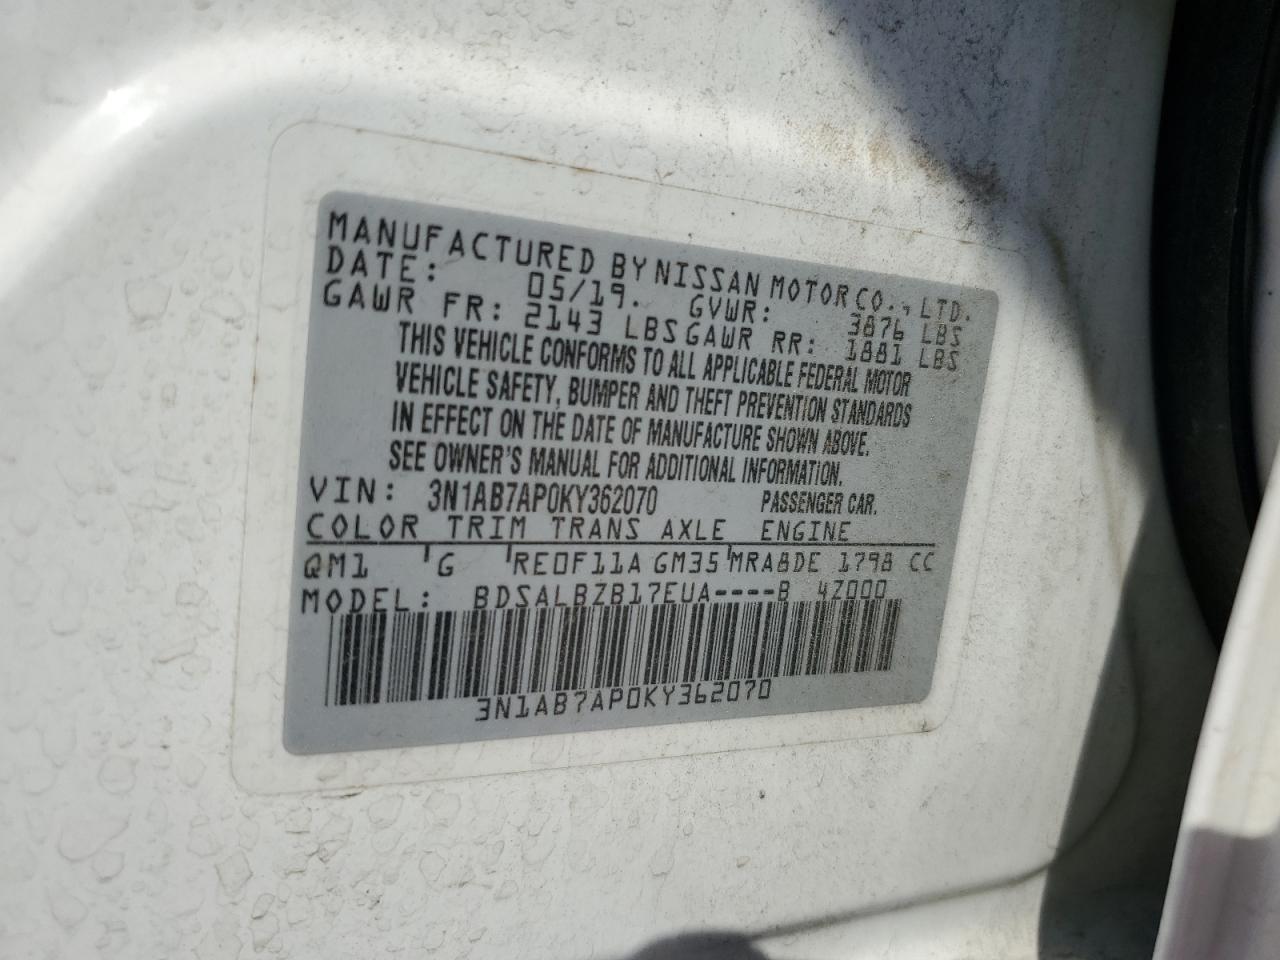 MANUFACTURED BY NISSAN MOTOR CO., LTD.
DATE: 05/19. GVWR: 3876 LBS
GAWR FR: 2143 LBS GAWR RR: 1881 LBS
THIS VEHICLE CONFORMS TO ALL APPLICABLE FEDERAL MOTOR
VEHICLE SAFETY, BUMPER AND THEFT PREVENTION STANDARDS
IN EFFECT ON THE DATE OF MANUFACTURE SHOWN ABOVE.
SEE OWNER'S MANUAL FOR ADDITIONAL INFORMATION.
VIN: 3N1AB7AP0KY362070 PASSENGER CAR.
COLOR TRIM TRANS AXLE ENGINE
QM1 G RE0F11A GM35 MRA8DE 1798 CC
MODEL: BDSALBZB17EUA----B 4Z000
3N1AB7AP0KY362070